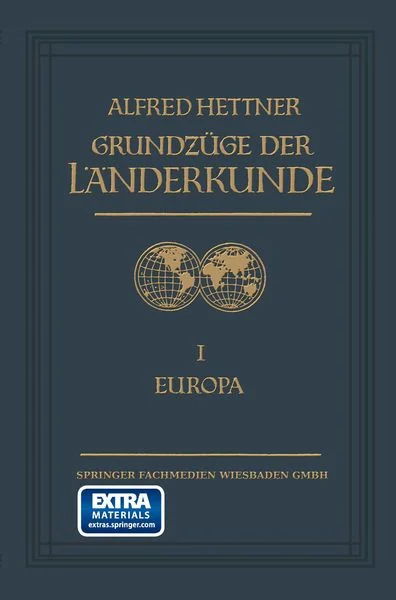 ALFRED HETTNER
GRUNDZÜGE DER
LÄNDERKUNDE
I
EUROPA
SPRINGER FACHMEDIEN WIESBADEN GMBH
EXTRA
MATERIALS
extras.springer.com